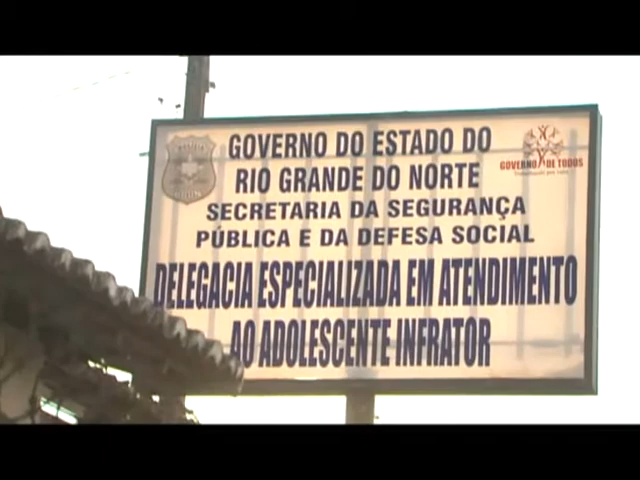 GOVERNO DO ESTADO DO
RIO GRANDE DO NORTE
SECRETARIA DA SEGURANÇA
PÚBLICA E DA DEFESA SOCIAL
DELEGACIA ESPECIALIZADA EM ATENDIMENTO
AO ADOLESCENTE INFRATOR
GOVERNO DE TODOS